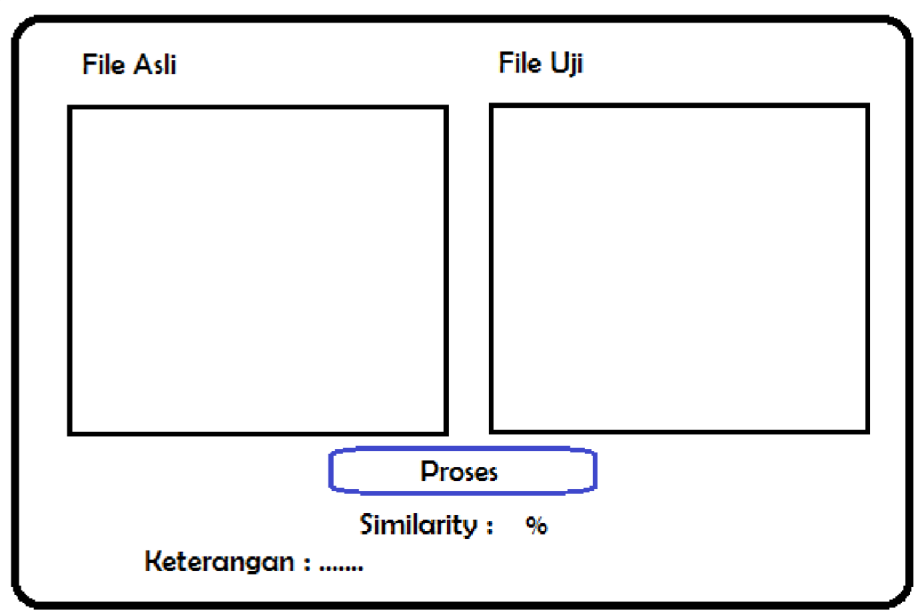 File Asli
File Uji
Proses
Similarity : %
Keterangan : .......